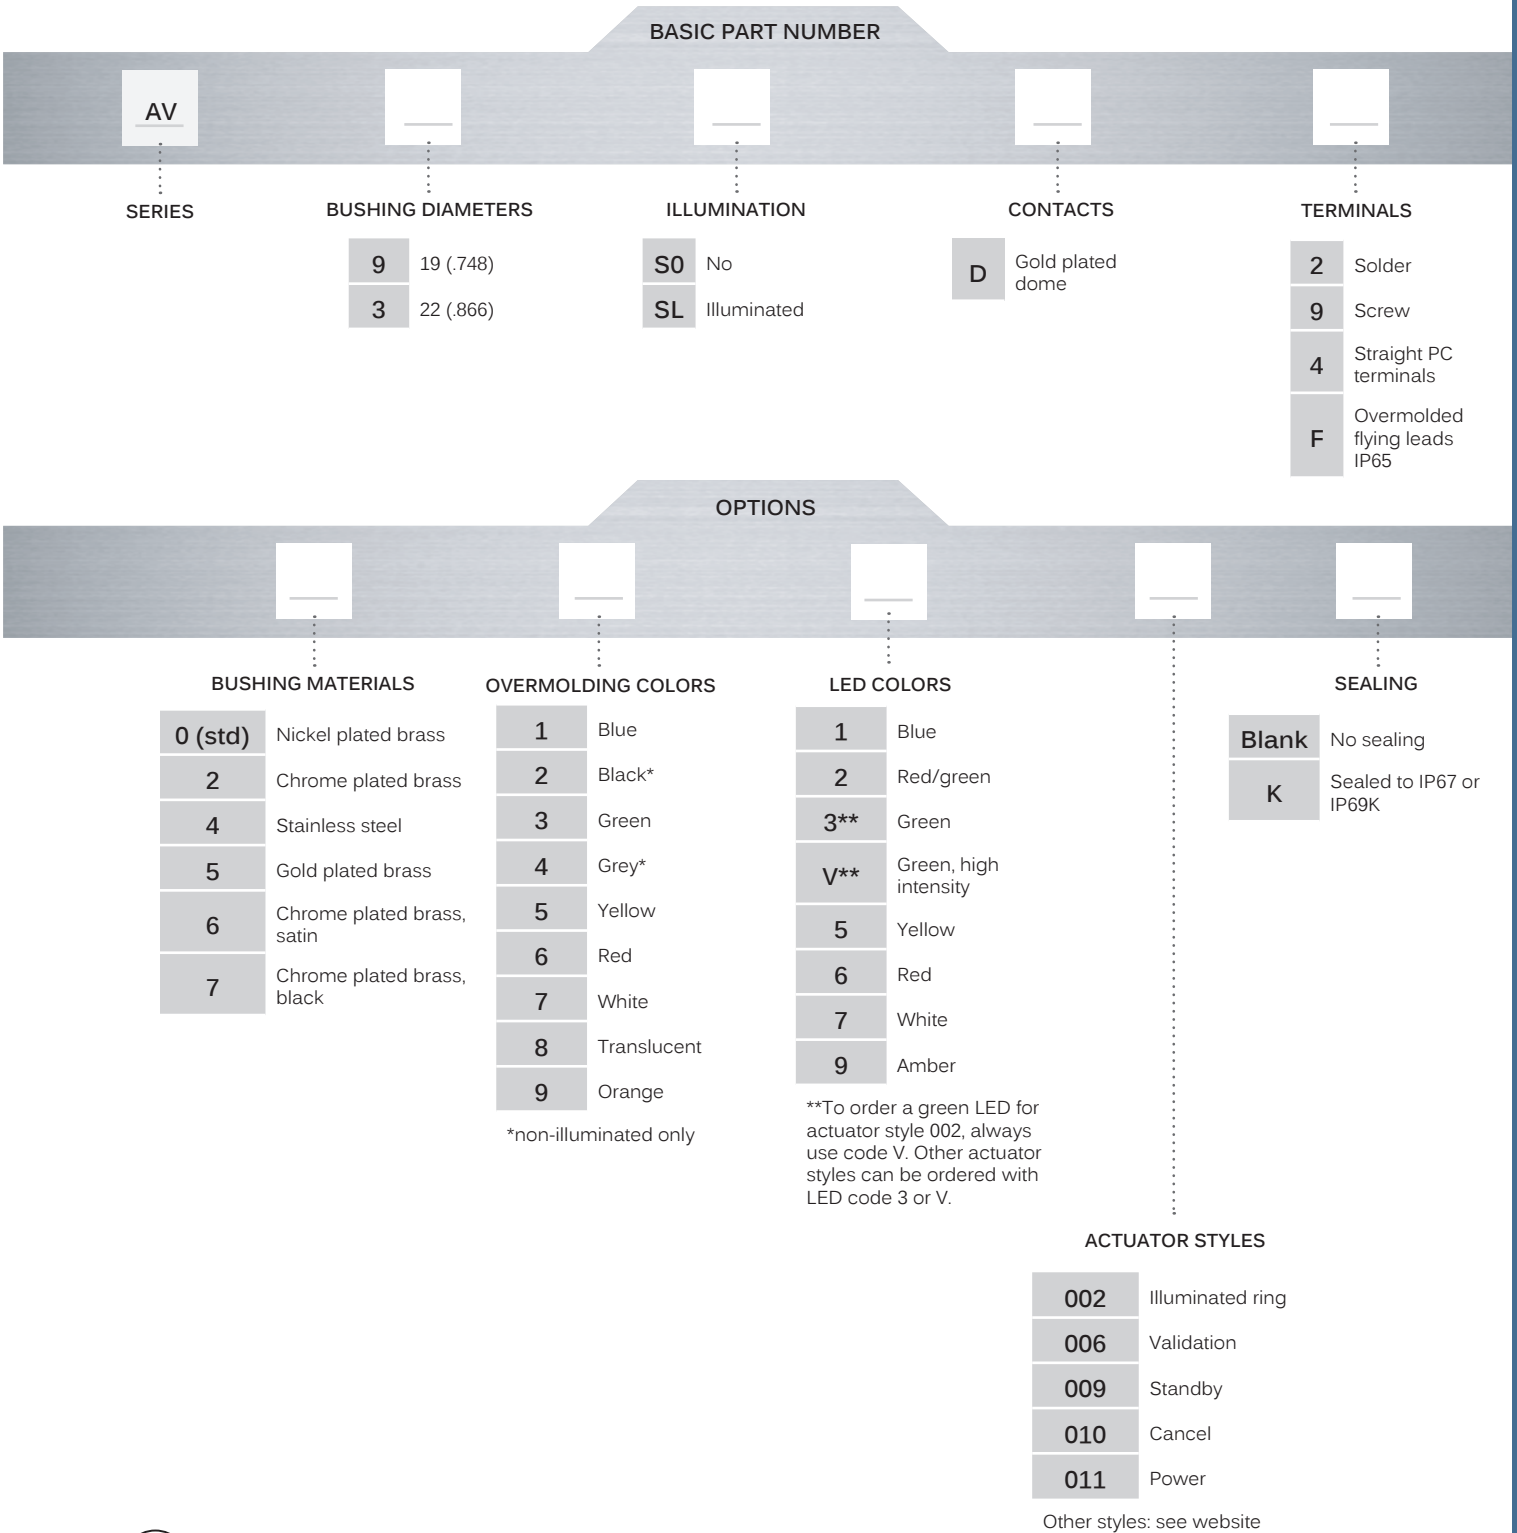 BASIC PART NUMBER
AV
SERIES
BUSHING DIAMETERS
9 19 (.748)
3 22 (.866)
ILLUMINATION
S0 No
SL Illuminated
CONTACTS
D Gold plated
dome
TERMINALS
2 Solder
9 Screw
4 Straight PC
terminals
F Overmolded
flying leads
IP65
OPTIONS
BUSHING MATERIALS
0 (std) Nickel plated brass
2 Chrome plated brass
4 Stainless steel
5 Gold plated brass
6 Chrome plated brass,
satin
7 Chrome plated brass,
black
OVERMOLDING COLORS
1 Blue
2 Black*
3 Green
4 Grey*
5 Yellow
6 Red
7 White
8 Translucent
9 Orange
*non-illuminated only
LED COLORS
1 Blue
2 Red/green
3** Green
V** Green, high
intensity
5 Yellow
6 Red
7 White
9 Amber
**To order a green LED for
actuator style 002, always
use code V. Other actuator
styles can be ordered with
LED code 3 or V.
ACTUATOR STYLES
002 Illuminated ring
006 Validation
009 Standby
010 Cancel
011 Power
Other styles: see website
SEALING
Blank No sealing
K Sealed to IP67 or
IP69K